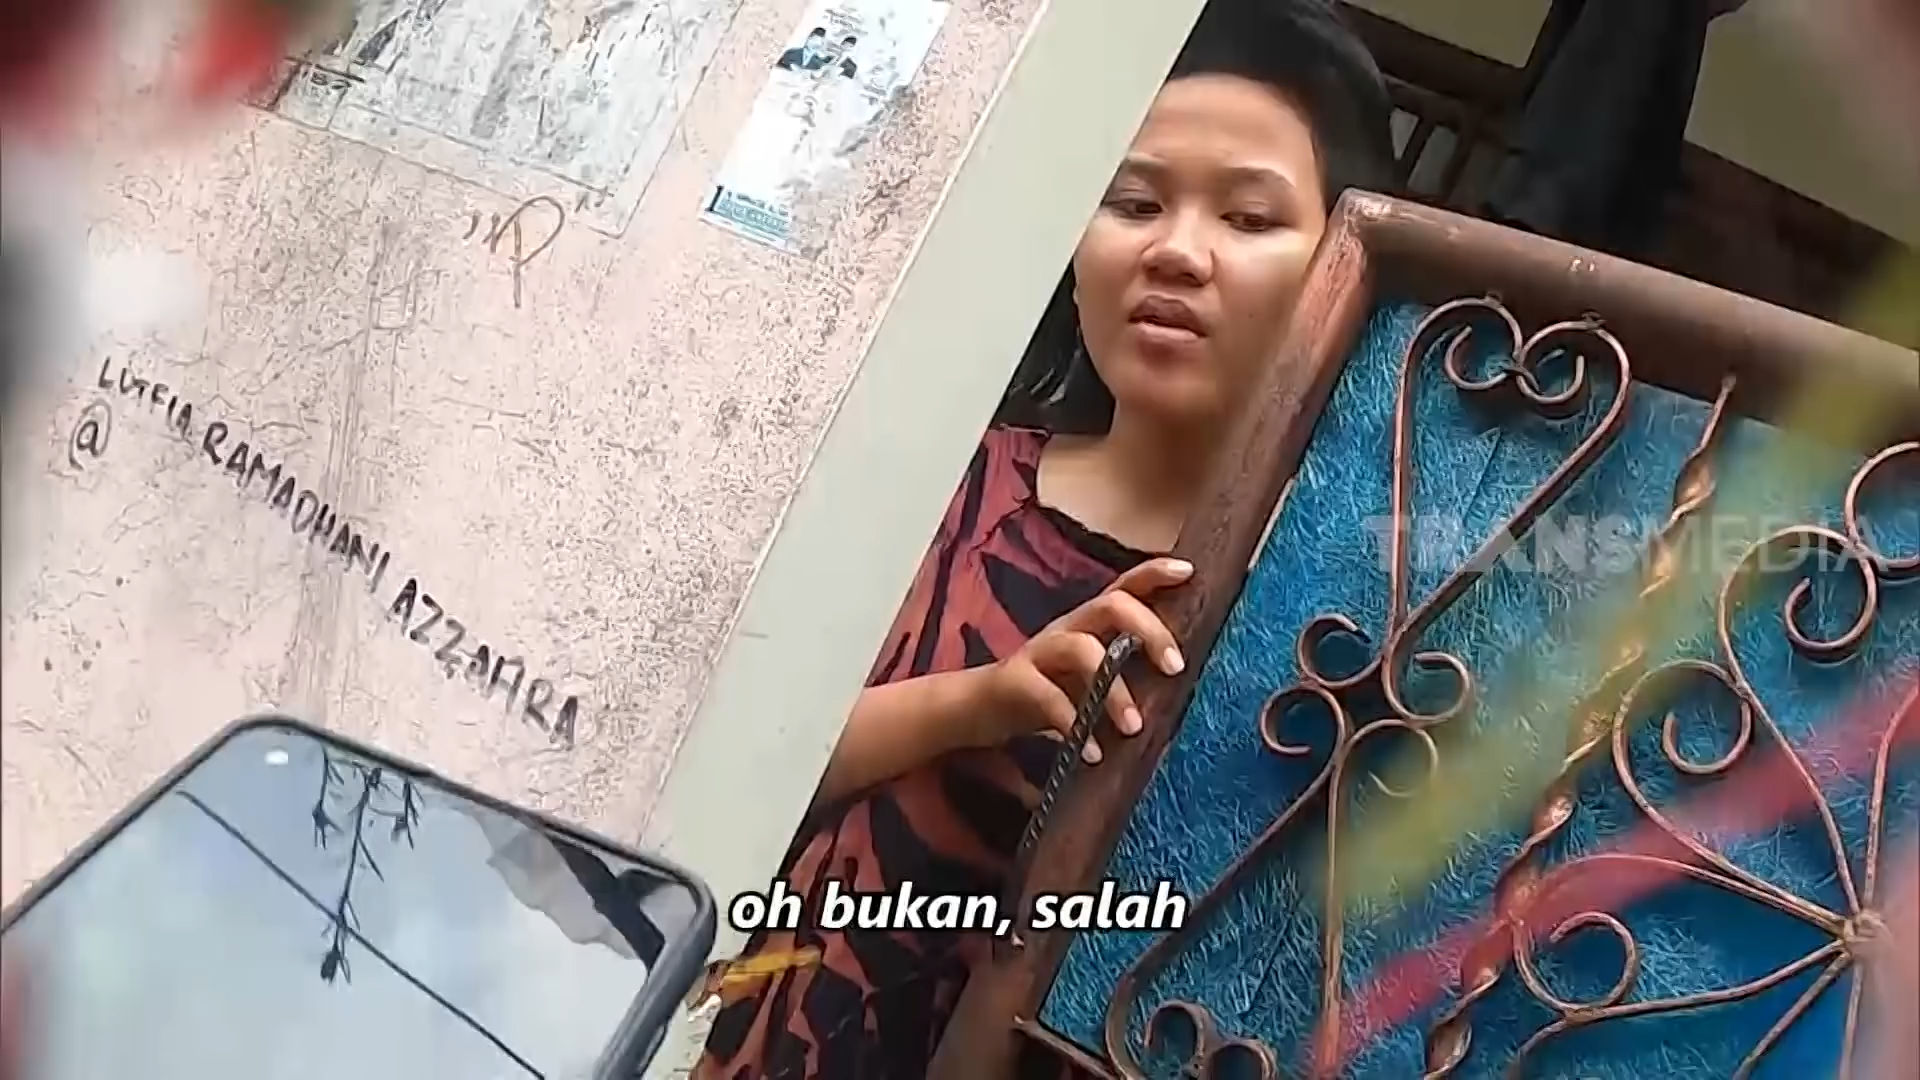 "P"
LUTFIA RAMADHANI AZZAHRA
@
TRANSMEDIA
oh bukan, salah